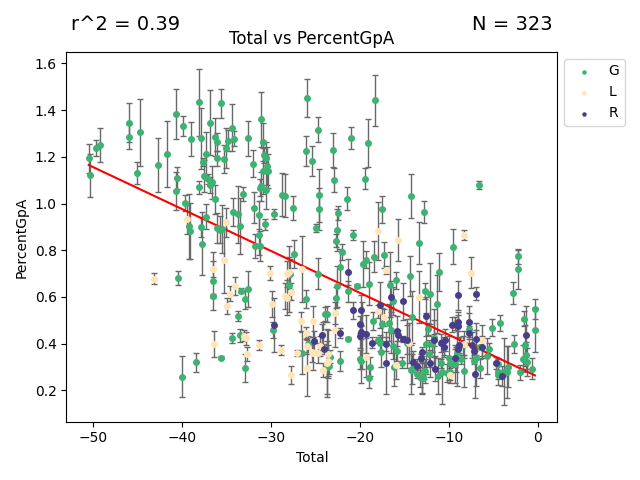 r^2 = 0.39
N = 323
Total vs PercentGpA
G
L
R
1.6
1.4
1.2
1.0
0.8
0.6
0.4
0.2
PercentGpA
−50
−40
−30
−20
−10
0
Total